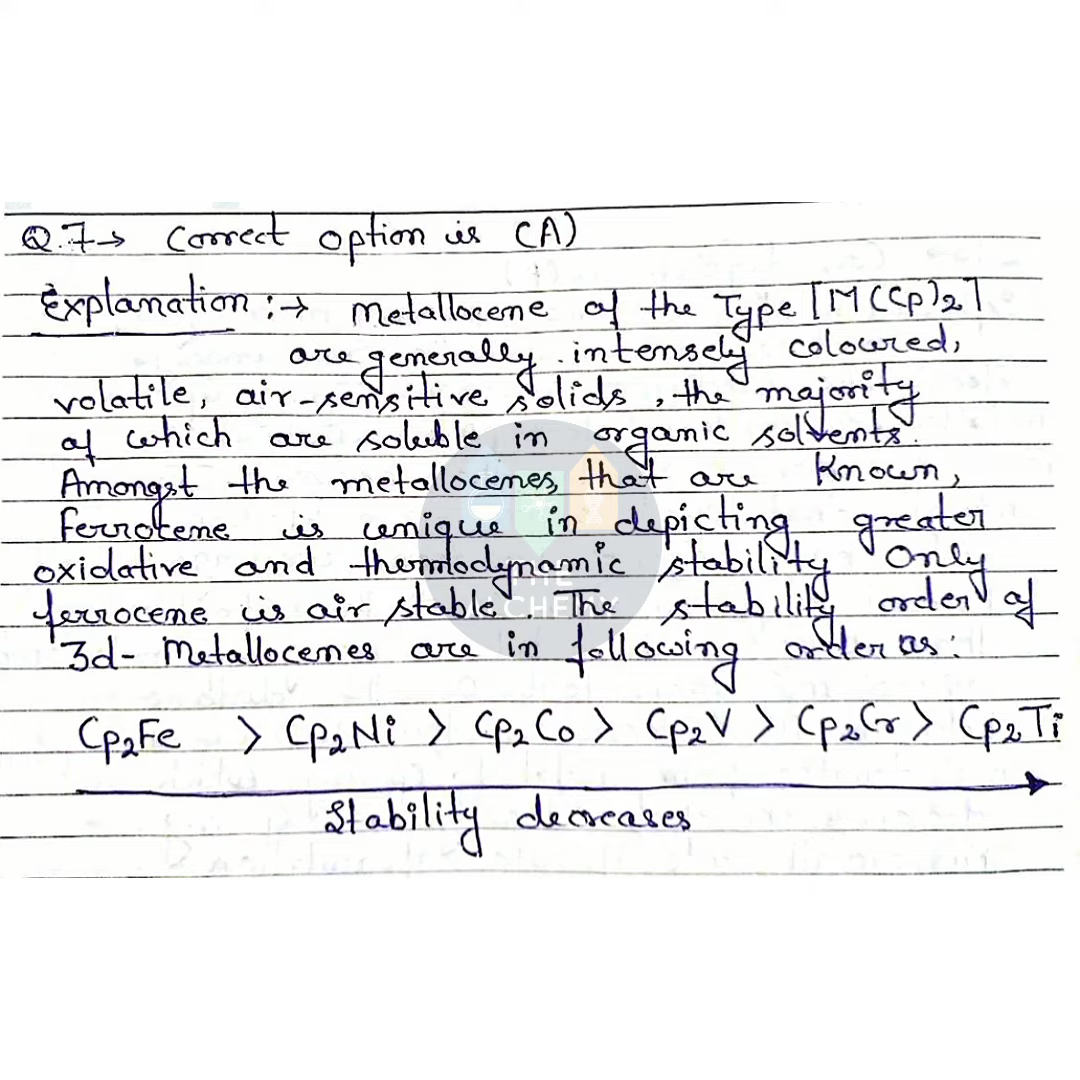 Q.7→ Correct option is (A)
Explanation :→ Metallocene of the Type [M(Cp)2]
are generally intensely coloured,
volatile, air-sensitive solids, the majority
of which are soluble in organic solvents.
Amongst the metallocenes, that are known,
ferrocene is unique in depicting greater
oxidative and thermodynamic stability Only
ferrocene is air stable. The stability order of
3d- Metallocenes are in following order as:
Cp2Fe > Cp2Ni > Cp2Co > Cp2V > Cp2Cr > Cp2Ti
Stability decreases